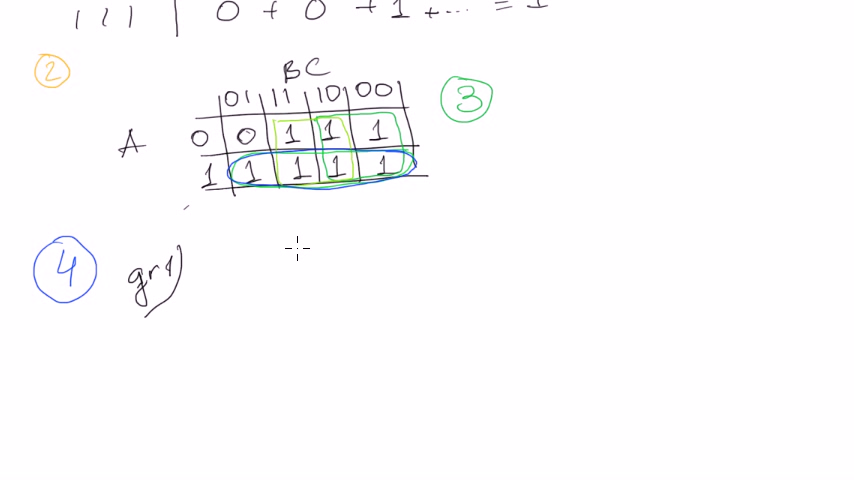 1 1 1 | 0 + 0 + 1 + ... = 1
2
BC
01 11 10 00
3
A 0 0 1 1 1
1 1 1 1 1
4 gr1)